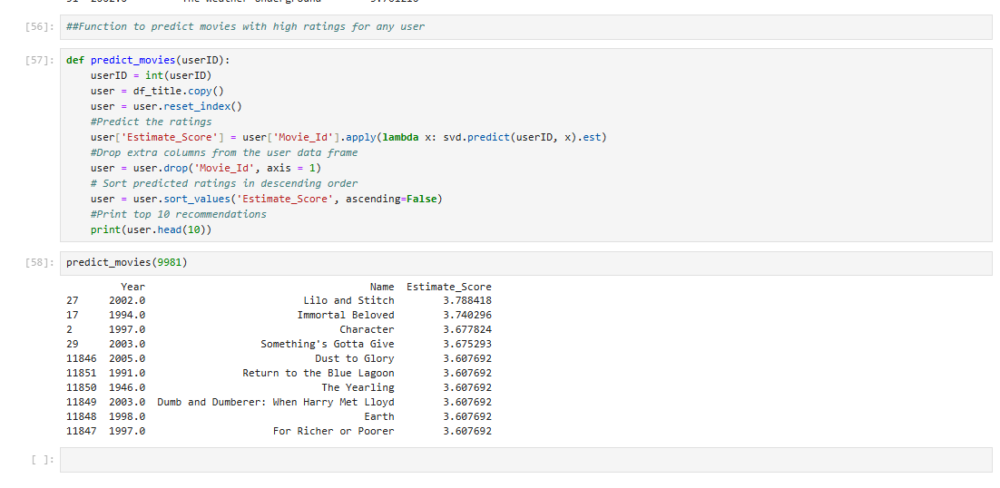 [56]: ##Function to predict movies with high ratings for any user
[57]: def predict_movies(userID):
    userID = int(userID)
    user = df_title.copy()
    user = user.reset_index()
    #Predict the ratings
    user['Estimate_Score'] = user['Movie_Id'].apply(lambda x: svd.predict(userID, x).est)
    #Drop extra columns from the user data frame
    user = user.drop('Movie_Id', axis = 1)
    # Sort predicted ratings in descending order
    user = user.sort_values('Estimate_Score', ascending=False)
    #Print top 10 recommendations
    print(user.head(10))
[58]: predict_movies(9981)
Year Name Estimate_Score
27 2002.0 Lilo and Stitch 3.788418
17 1994.0 Immortal Beloved 3.740296
2 1997.0 Character 3.677824
29 2003.0 Something's Gotta Give 3.675293
11846 2005.0 Dust to Glory 3.607692
11851 1991.0 Return to the Blue Lagoon 3.607692
11850 1946.0 The Yearling 3.607692
11849 2003.0 Dumb and Dumberer: When Harry Met Lloyd 3.607692
11848 1998.0 Earth 3.607692
11847 1997.0 For Richer or Poorer 3.607692
[ ]: